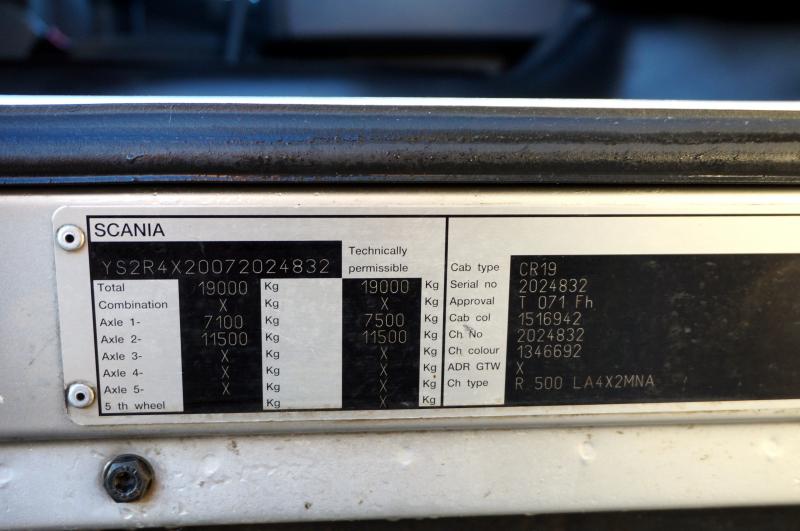 SCANIA
YS2R4X20072024832
Technically
permissible
Total 19000 Kg 19000 Kg
Combination X Kg X Kg
Axle 1- 7100 Kg 7500 Kg
Axle 2- 11500 Kg 11500 Kg
Axle 3- X Kg X Kg
Axle 4- X Kg X Kg
Axle 5- X Kg X Kg
5 th wheel Kg X Kg
Cab type CR19
Serial no 2024832
Approval T 071 Fh
Cab col 1516942
Ch No 2024832
Ch colour 1346692
ADR GTW X
Ch type R 500 LA4X2MNA